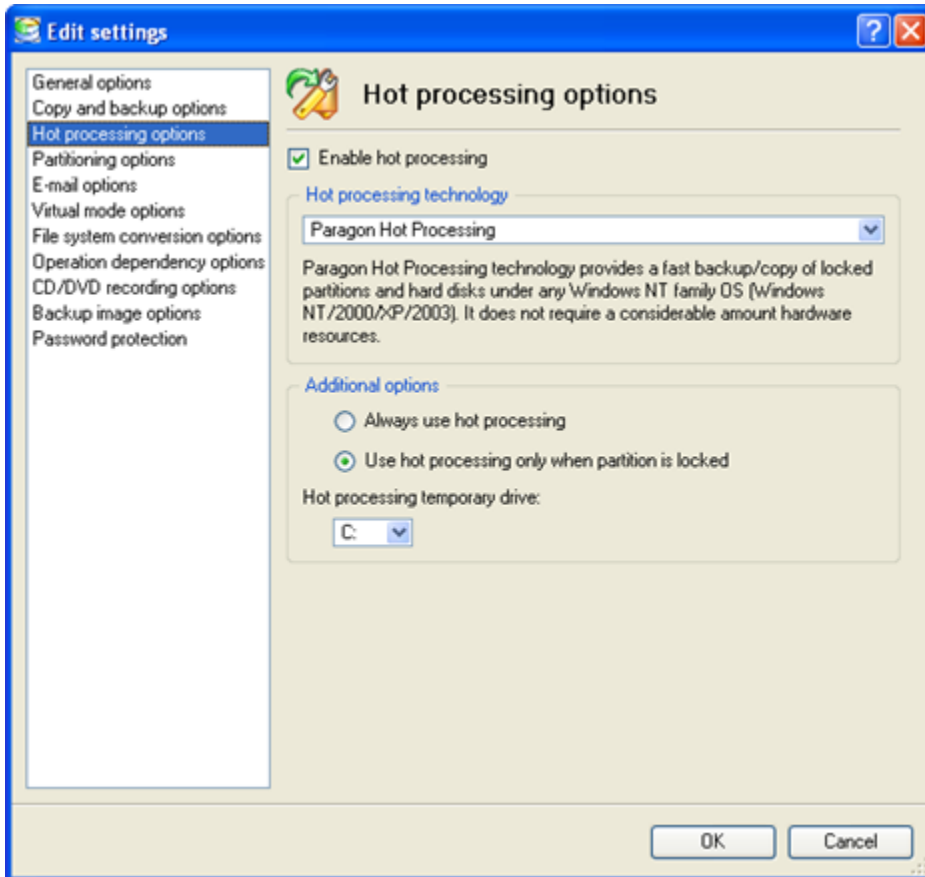 Edit settings
General options
Copy and backup options
Hot processing options
Partitioning options
E-mail options
Virtual mode options
File system conversion options
Operation dependency options
CD/DVD recording options
Backup image options
Password protection
Hot processing options
Enable hot processing
Hot processing technology
Paragon Hot Processing
Paragon Hot Processing technology provides a fast backup/copy of locked
partitions and hard disks under any Windows NT family OS (Windows
NT/2000/XP/2003). It does not require a considerable amount hardware
resources.
Additional options
Always use hot processing
Use hot processing only when partition is locked
Hot processing temporary drive:
C:
OK
Cancel